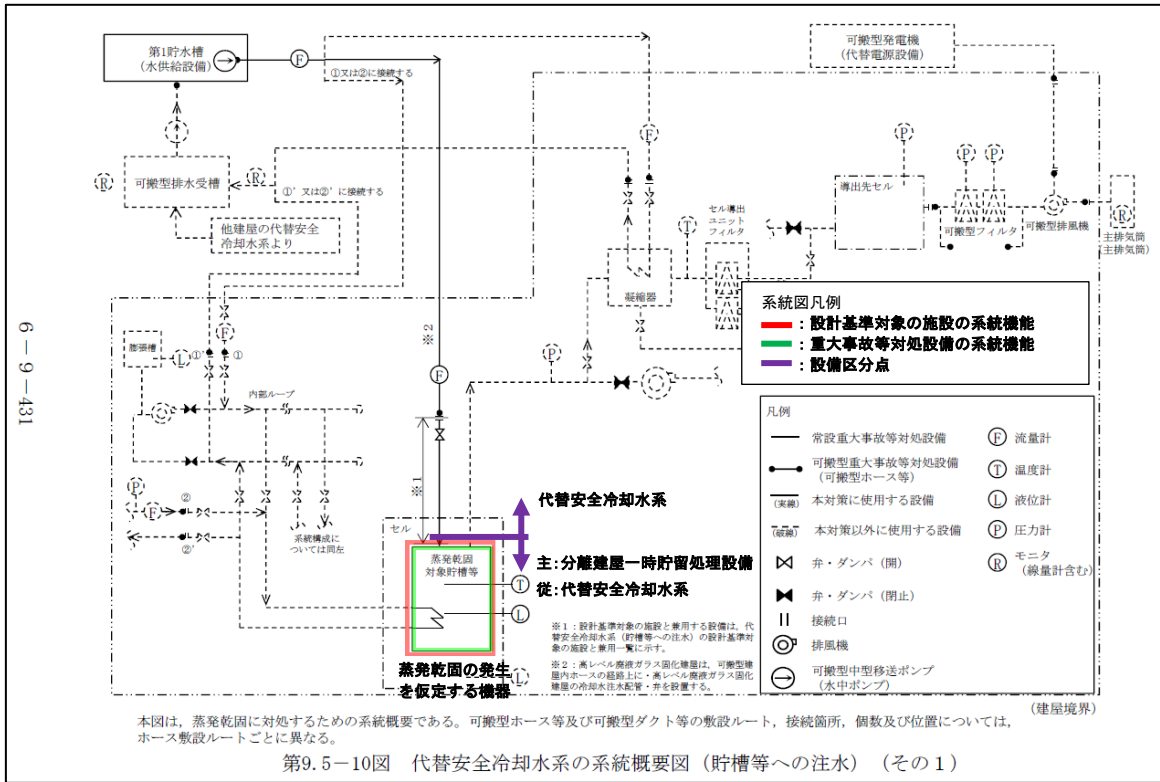 第1貯水槽
(水供給設備)
F
①又は②に接続する
可搬型発電機
(代替電源設備)
F
P
R
可搬型排水受槽
R
①’又は②’に接続する
他建屋の代替安全
冷却水系より
T
セル導出
ユニット
フィルタ
凝縮器
導出先セル
P
P
可搬型フィルタ
可搬型排風機
R
主排気筒
(主排気筒)
系統図凡例
:設計基準対象の施設の系統機能
:重大事故等対処設備の系統機能
:設備区分点
6-9-431
膨張槽
L
F
①’
①
内部ループ
※2
F
P
※1
P
F
②
②’
系統構成に
ついては同左
セル
代替安全冷却水系
蒸発乾固
対象貯槽等
主:分離建屋一時貯留処理設備
従:代替安全冷却水系
T
L
L
蒸発乾固の発生
を仮定する機器
※1:設計基準対象の施設と兼用する設備は,代
替安全冷却水系(貯槽等への注水)の設計基準対
象の施設と兼用一覧に示す。
※2:高レベル廃液ガラス固化建屋は,可搬型建
屋内ホースの経路上に・高レベル廃液ガラス固化
建屋の冷却水注水配管・弁を設置する。
凡例
常設重大事故等対処設備
可搬型重大事故等対処設備
(可搬型ホース等)
(実線)
本対策に使用する設備
(破線)
本対策以外に使用する設備
弁・ダンパ(開)
弁・ダンパ(閉止)
接続口
排風機
可搬型中型移送ポンプ
(水中ポンプ)
F 流量計
T 温度計
L 液位計
P 圧力計
R モニタ
(線量計含む)
(建屋境界)
本図は,蒸発乾固に対処するための系統概要である。可搬型ホース等及び可搬型ダクト等の敷設ルート,接続箇所,個数及び位置については,
ホース敷設ルートごとに異なる。
第9.5-10図 代替安全冷却水系の系統概要図(貯槽等への注水)(その1)